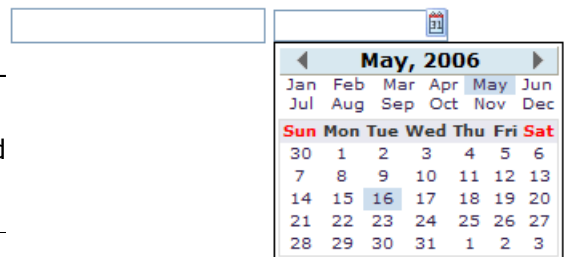 31
May, 2006
Jan Feb Mar Apr May Jun
Jul Aug Sep Oct Nov Dec
Sun Mon Tue Wed Thu Fri Sat
30 1 2 3 4 5 6
7 8 9 10 11 12 13
d
14 15 16 17 18 19 20
21 22 23 24 25 26 27
28 29 30 31 1 2 3